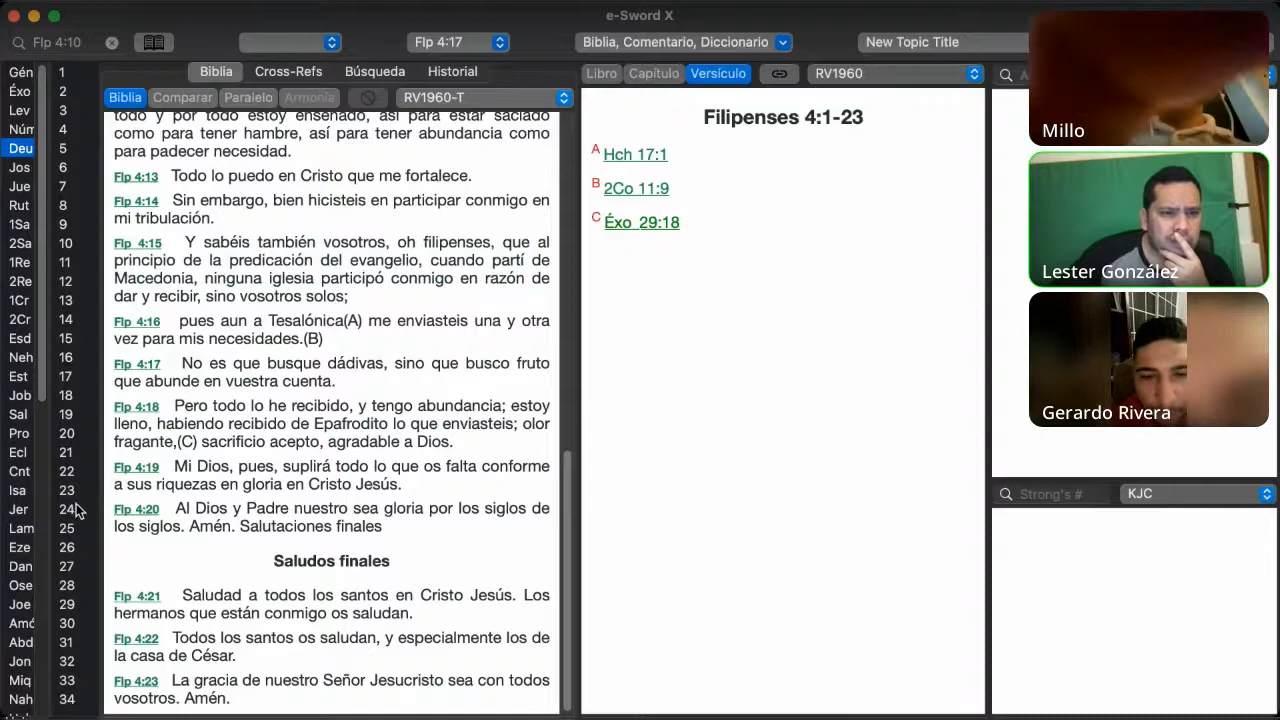 e-Sword X
Flp 4:10
Flp 4:17
Biblia, Comentario, Diccionario
New Topic Title
Biblia
Cross-Refs
Búsqueda
Historial
Biblia
Comparar
Paralelo
Armonía
RV1960-T
Libro
Capítulo
Versículo
RV1960
Gén 1
Éxo 2
Lev 3
Núm 4
Deu 5
Jos 6
Jue 7
Rut 8
1Sa 9
2Sa 10
1Re 11
2Re 12
1Cr 13
2Cr 14
Esd 15
Neh 16
Est 17
Job 18
Sal 19
Pro 20
Ecl 21
Cnt 22
Isa 23
Jer 24
Lam 25
Eze 26
Dan 27
Ose 28
Joe 29
Amó 30
Abd 31
Jon 32
Miq 33
Nah 34
todo y por todo estoy enseñado, así para estar saciado
como para tener hambre, así para tener abundancia como
para padecer necesidad.
Flp 4:13 Todo lo puedo en Cristo que me fortalece.
Flp 4:14 Sin embargo, bien hicisteis en participar conmigo en
mi tribulación.
Flp 4:15 Y sabéis también vosotros, oh filipenses, que al
principio de la predicación del evangelio, cuando partí de
Macedonia, ninguna iglesia participó conmigo en razón de
dar y recibir, sino vosotros solos;
Flp 4:16 pues aun a Tesalónica(A) me enviasteis una y otra
vez para mis necesidades.(B)
Flp 4:17 No es que busque dádivas, sino que busco fruto
que abunde en vuestra cuenta.
Flp 4:18 Pero todo lo he recibido, y tengo abundancia; estoy
lleno, habiendo recibido de Epafrodito lo que enviasteis; olor
fragante,(C) sacrificio acepto, agradable a Dios.
Flp 4:19 Mi Dios, pues, suplirá todo lo que os falta conforme
a sus riquezas en gloria en Cristo Jesús.
Flp 4:20 Al Dios y Padre nuestro sea gloria por los siglos de
los siglos. Amén. Salutaciones finales
Saludos finales
Flp 4:21 Saludad a todos los santos en Cristo Jesús. Los
hermanos que están conmigo os saludan.
Flp 4:22 Todos los santos os saludan, y especialmente los de
la casa de César.
Flp 4:23 La gracia de nuestro Señor Jesucristo sea con todos
vosotros. Amén.
Filipenses 4:1-23
A Hch 17:1
B 2Co 11:9
C Éxo 29:18
Millo
Lester González
Gerardo Rivera
Strong's #
KJC